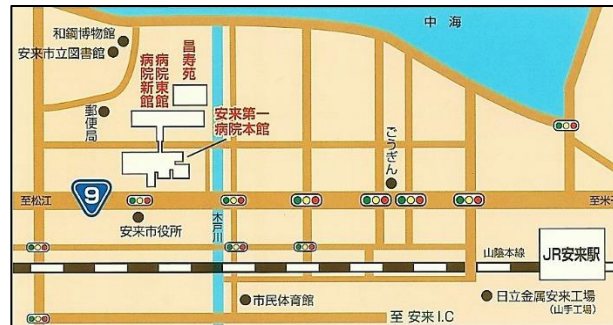 中海
和鋼博物館
安来市立図書館
昌寿苑
病院東館
病院新館
安来第一
病院本館
郵便局
ごうぎん
至松江
9
至米子
安来市役所
木戸川
山陰本線
JR安来駅
市民体育館
日立金属安来工場
(山手工場)
至 安来I.C